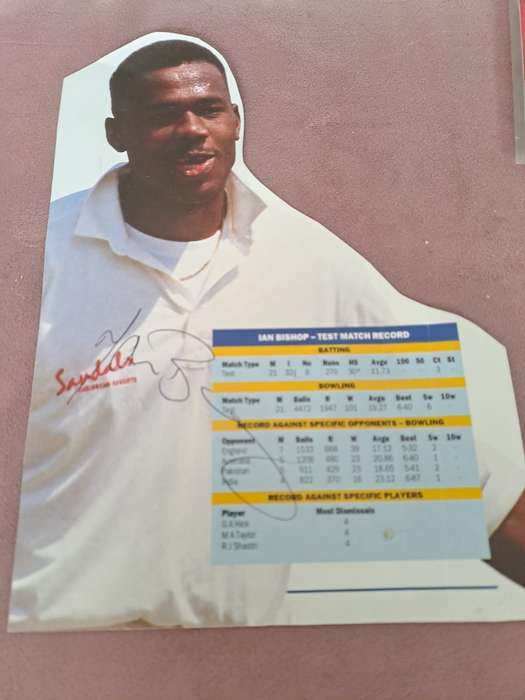 Sandals
CARIBBEAN RESORTS
IAN BISHOP – TEST MATCH RECORD
BATTING
Match Type M I No Runs HS Avge 100 50 Ct St
Test 21 30* 11.73 - - 3 -
BOWLING
Match Type M Balls R W Avge Best 5w 10w
Test 21 4472 1947 101 19.27 6-40 6 -
RECORD AGAINST SPECIFIC OPPONENTS – BOWLING
Opponent M Balls R W Avge Best 5w 10w
England 7 1533 668 39 17.12 5-32 2 -
Australia 5 1206 480 23 20.86 6-40 1 -
Pakistan 911 429 23 18.65 5-41 2 -
India 4 822 370 16 23.12 6-87 1 -
RECORD AGAINST SPECIFIC PLAYERS
Player Most Dismissals
G A Hick 4
M A Taylor 4
R J Shastri 4